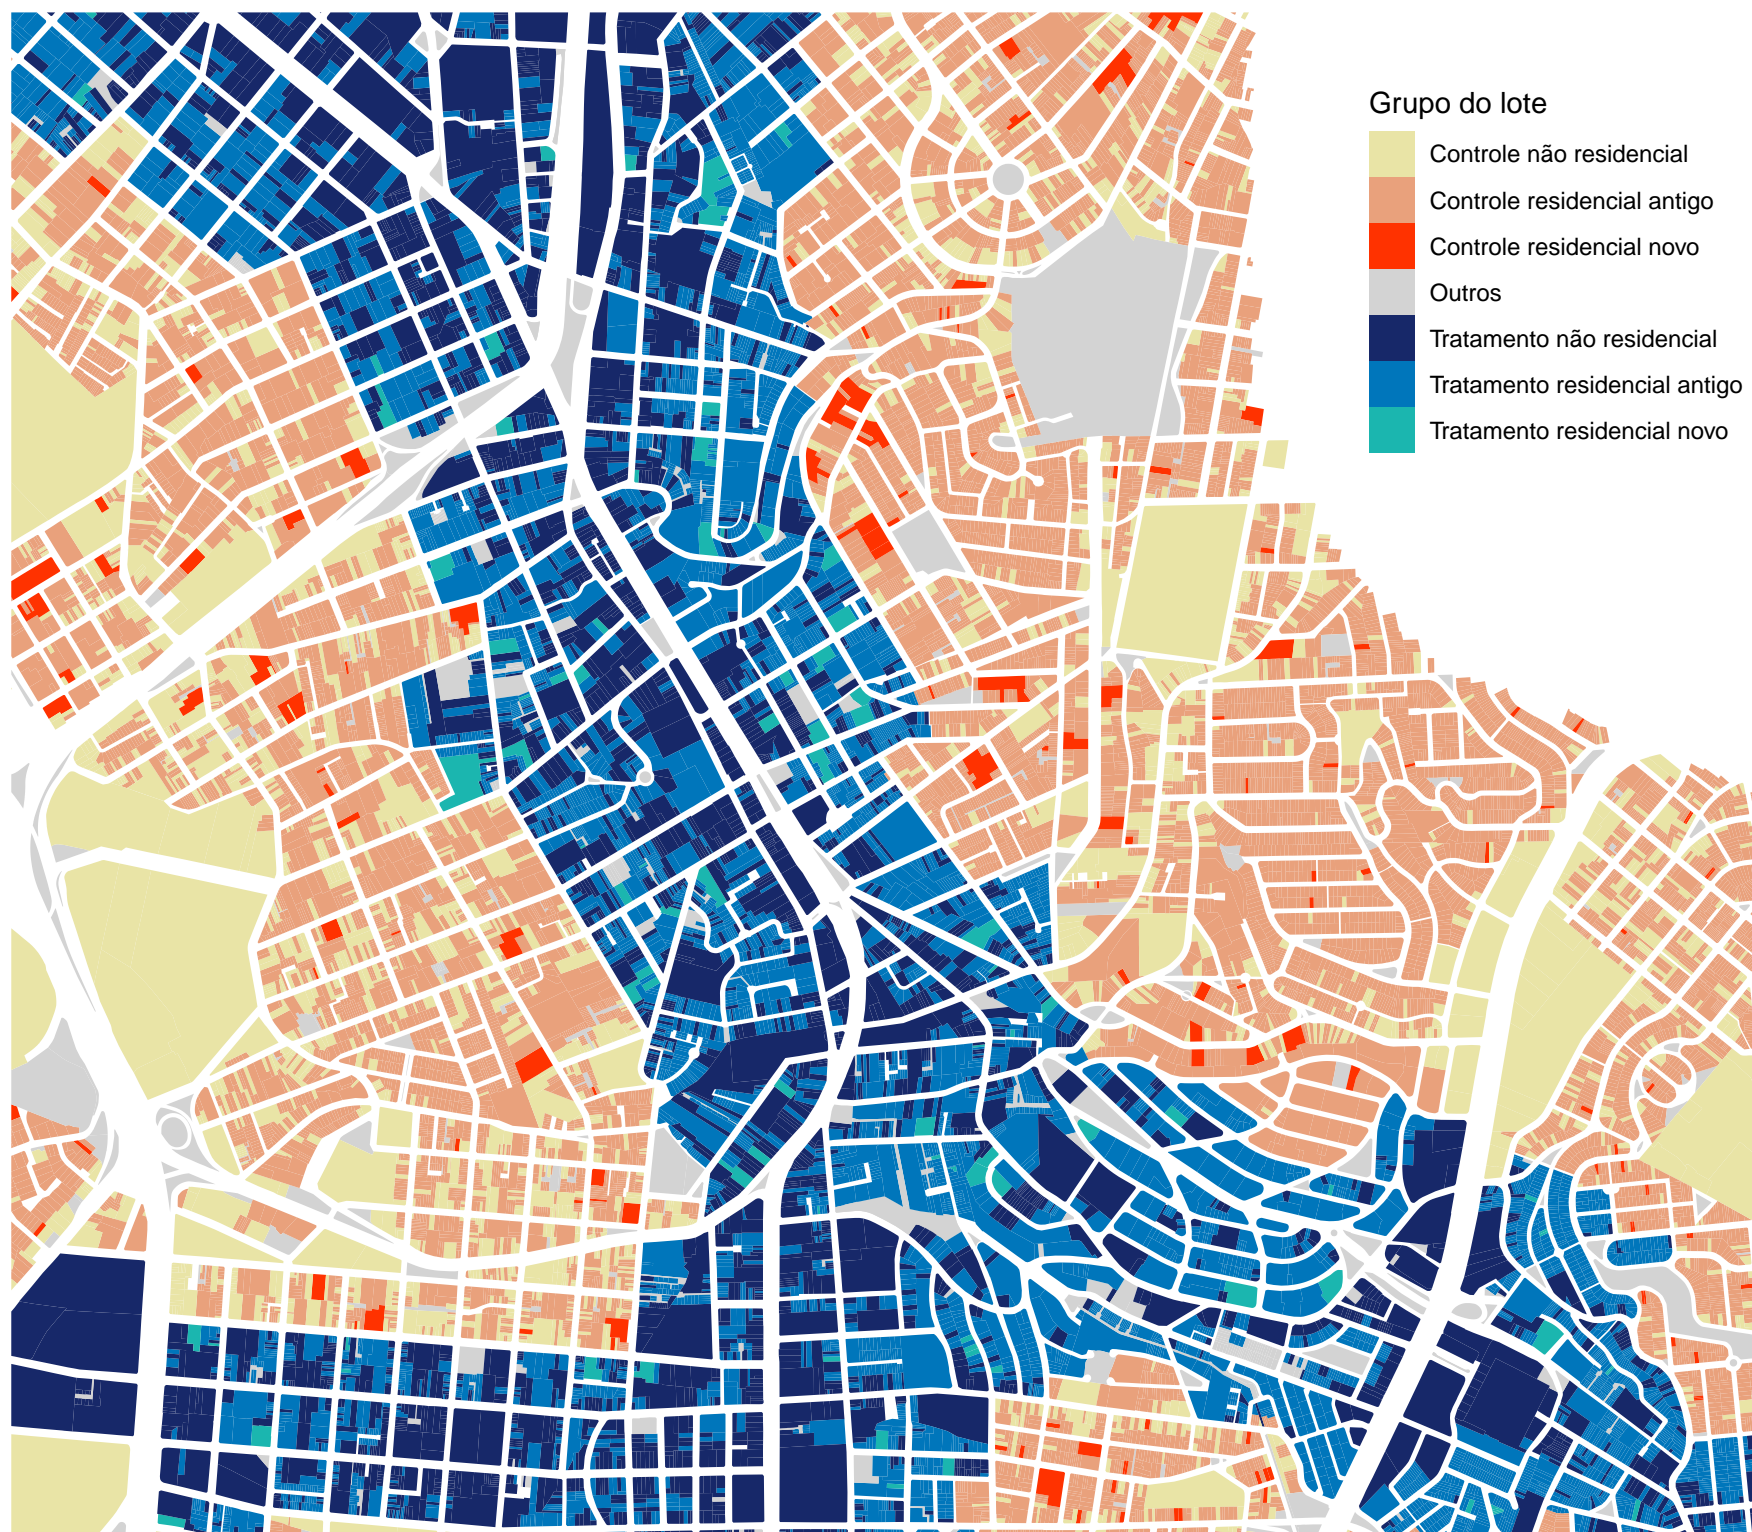 Grupo do lote
Controle não residencial
Controle residencial antigo
Controle residencial novo
Outros
Tratamento não residencial
Tratamento residencial antigo
Tratamento residencial novo